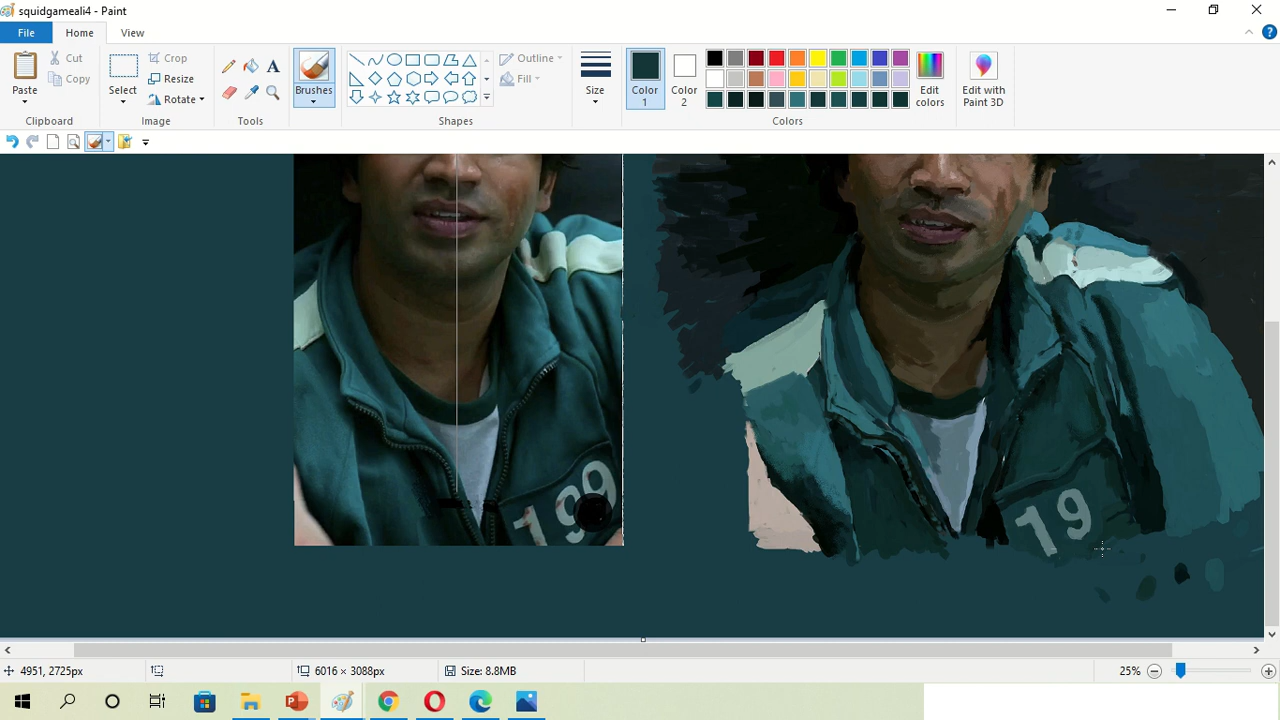 squidgameali4 - Paint
File
Home
View
Paste
Cut
Copy
Clipboard
Select
Crop
Resize
Rotate
Image
A
Tools
Brushes
Outline
Fill
Shapes
Size
Color 1
Color 2
Edit colors
Colors
Edit with Paint 3D
199
19
4951, 2725px
6016 × 3088px
Size: 8.8MB
25%